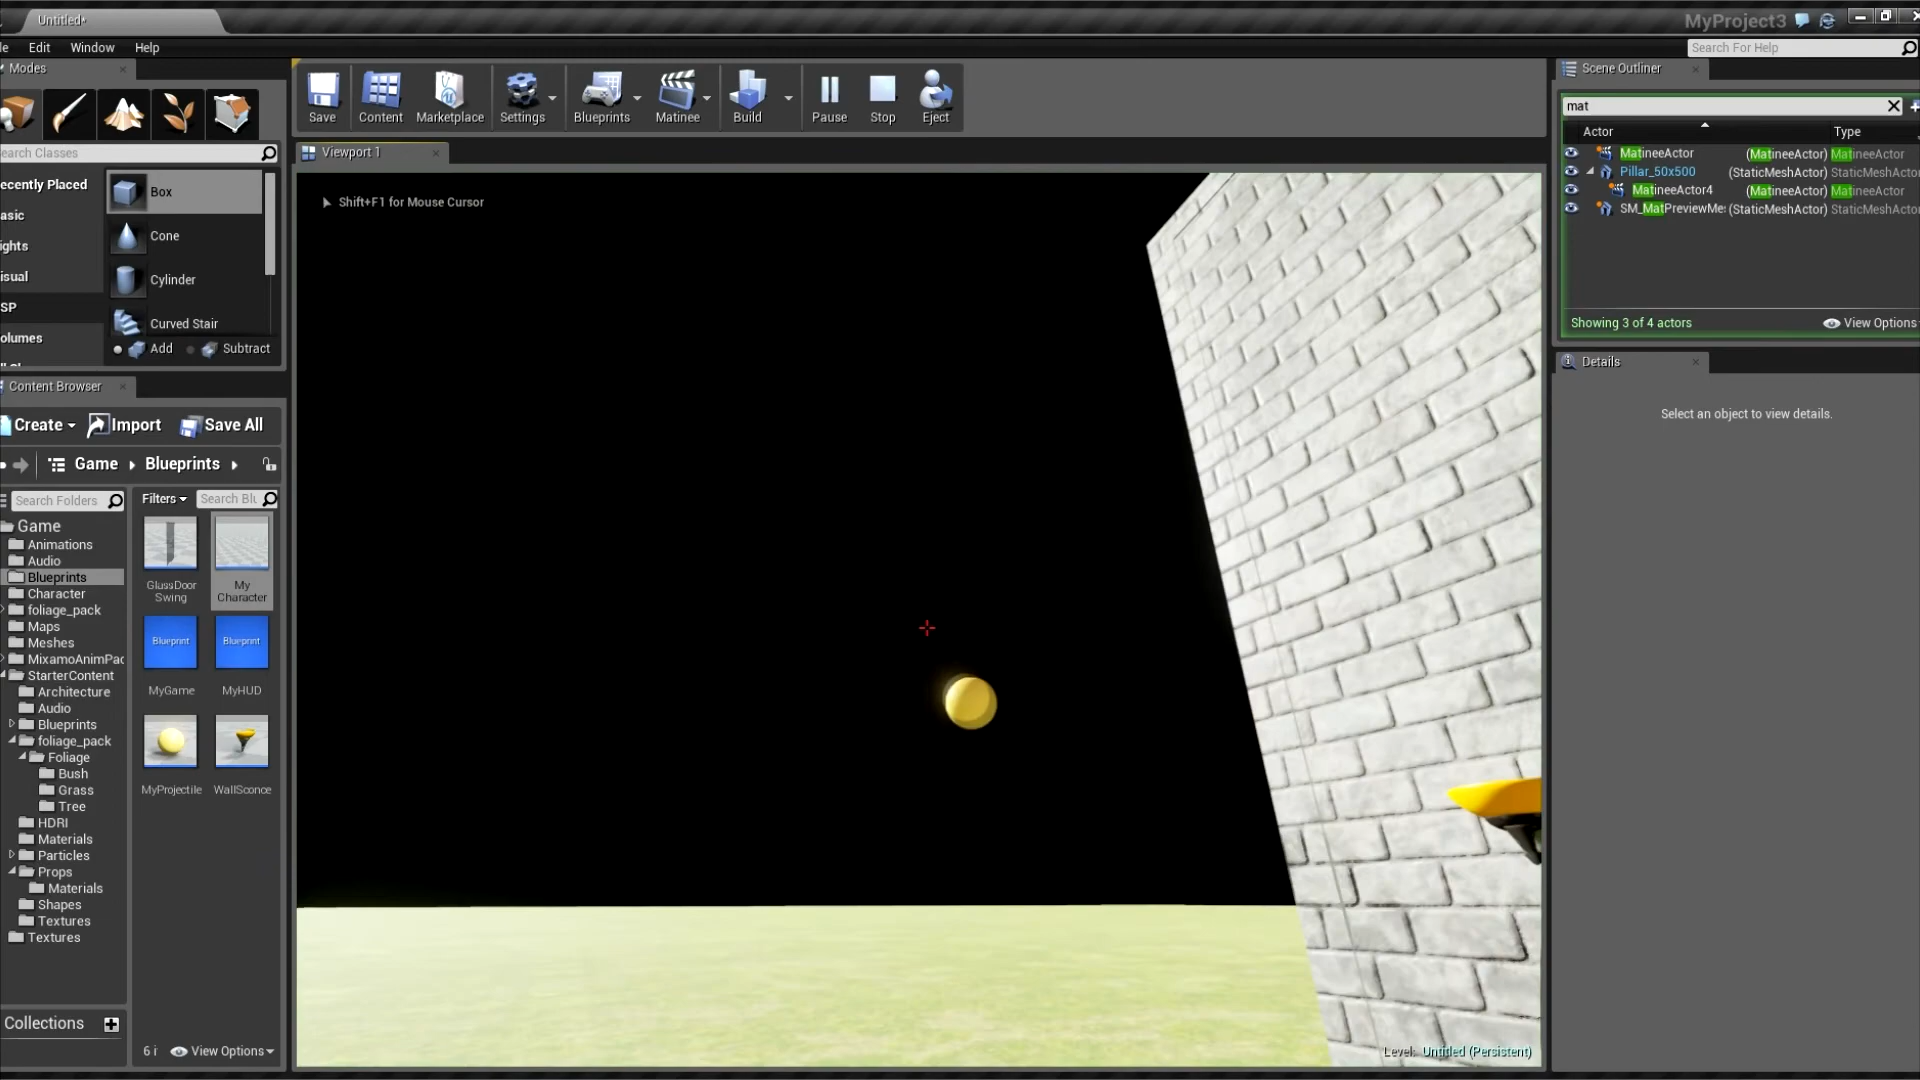 Untitled*
MyProject3
le Edit Window Help
Search For Help
Modes
Save
Content
Marketplace
Settings
Blueprints
Matinee
Build
Pause
Stop
Eject
Scene Outliner
mat
Actor Type
MatineeActor (MatineeActor) MatineeActor
Pillar_50x500 (StaticMeshActor) StaticMeshActo
MatineeActor4 (MatineeActor) MatineeActor
SM_MatPreviewMe (StaticMeshActor) StaticMeshActo
Showing 3 of 4 actors
View Options
Details
Select an object to view details.
earch Classes
ecently Placed
asic
ights
isual
SP
olumes
Box
Cone
Cylinder
Curved Stair
Add Subtract
Viewport 1
Shift+F1 for Mouse Cursor
Level: Untitled (Persistent)
Content Browser
Create Import Save All
Game Blueprints
Search Folders
Filters
Search Blu
Game
Animations
Audio
Blueprints
Character
foliage_pack
Maps
Meshes
MixamoAnimPac
StarterContent
Architecture
Audio
Blueprints
foliage_pack
Foliage
Bush
Grass
Tree
HDRI
Materials
Particles
Props
Materials
Shapes
Textures
Textures
GlassDoor
Swing
My
Character
Blueprint
Blueprint
MyGame
MyHUD
MyProjectile
WallSconce
Collections
6 i
View Options